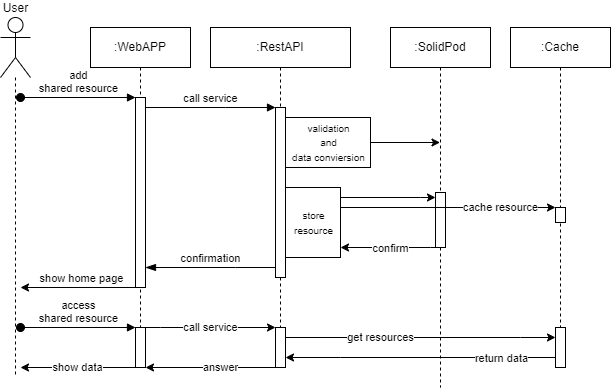 User
:WebAPP
:RestAPI
:SolidPod
:Cache
add
shared resource
call service
validation
and
data conviersion
store
resource
cache resource
confirm
confirmation
show home page
access
shared resource
call service
get resources
return data
answer
show data